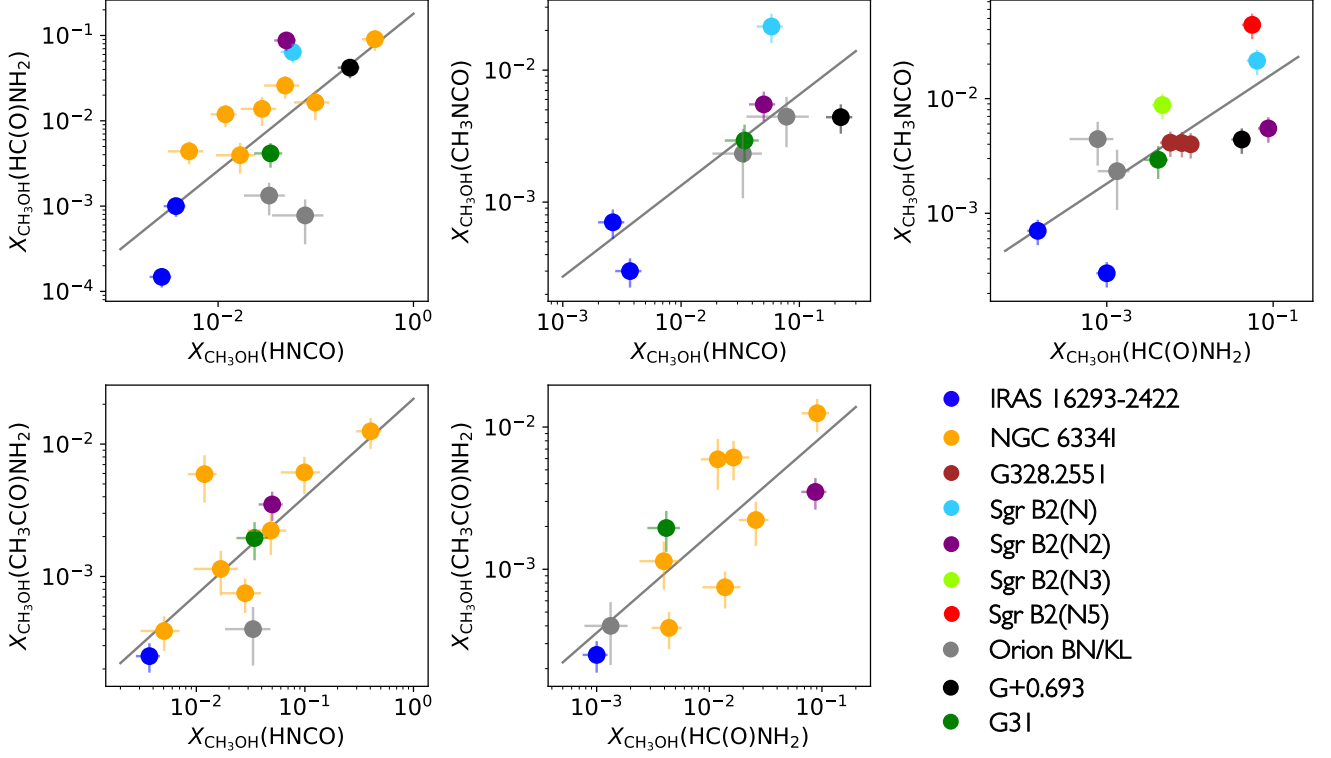 10⁻¹
10⁻²
10⁻³
10⁻⁴
X_CH₃OH(HC(O)NH₂)
10⁻² 10⁻¹ 10⁰
X_CH₃OH(HNCO)
10⁻²
10⁻³
X_CH₃OH(CH₃NCO)
10⁻³ 10⁻² 10⁻¹
X_CH₃OH(HNCO)
10⁻²
10⁻³
X_CH₃OH(CH₃NCO)
10⁻³ 10⁻¹
X_CH₃OH(HC(O)NH₂)
10⁻²
10⁻³
X_CH₃OH(CH₃C(O)NH₂)
10⁻² 10⁻¹ 10⁰
X_CH₃OH(HNCO)
10⁻²
10⁻³
X_CH₃OH(CH₃C(O)NH₂)
10⁻³ 10⁻² 10⁻¹
X_CH₃OH(HC(O)NH₂)
IRAS 16293-2422
NGC 6334I
G328.2551
Sgr B2(N)
Sgr B2(N2)
Sgr B2(N3)
Sgr B2(N5)
Orion BN/KL
G+0.693
G31